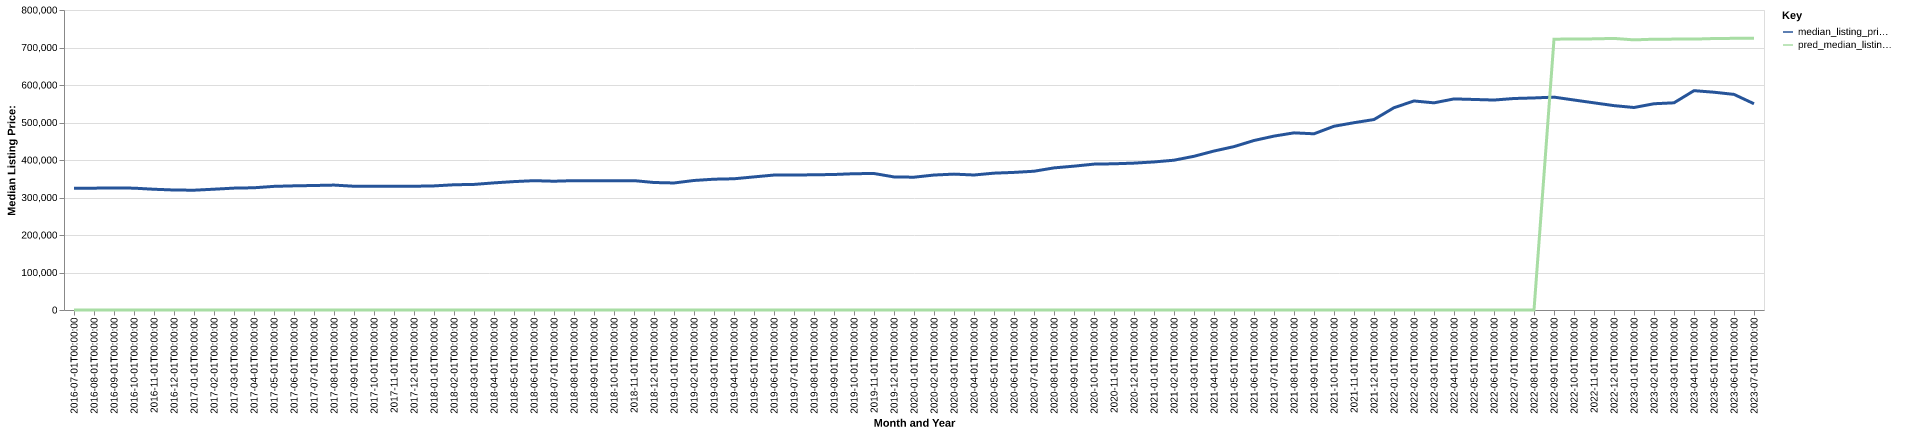 800,000
700,000
600,000
500,000
400,000
300,000
200,000
100,000
0
Median Listing Price:
2016-07-01T00:00:00
2016-08-01T00:00:00
2016-09-01T00:00:00
2016-10-01T00:00:00
2016-11-01T00:00:00
2016-12-01T00:00:00
2017-01-01T00:00:00
2017-02-01T00:00:00
2017-03-01T00:00:00
2017-04-01T00:00:00
2017-05-01T00:00:00
2017-06-01T00:00:00
2017-07-01T00:00:00
2017-08-01T00:00:00
2017-09-01T00:00:00
2017-10-01T00:00:00
2017-11-01T00:00:00
2017-12-01T00:00:00
2018-01-01T00:00:00
2018-02-01T00:00:00
2018-03-01T00:00:00
2018-04-01T00:00:00
2018-05-01T00:00:00
2018-06-01T00:00:00
2018-07-01T00:00:00
2018-08-01T00:00:00
2018-09-01T00:00:00
2018-10-01T00:00:00
2018-11-01T00:00:00
2018-12-01T00:00:00
2019-01-01T00:00:00
2019-02-01T00:00:00
2019-03-01T00:00:00
2019-04-01T00:00:00
2019-05-01T00:00:00
2019-06-01T00:00:00
2019-07-01T00:00:00
2019-08-01T00:00:00
2019-09-01T00:00:00
2019-10-01T00:00:00
2019-11-01T00:00:00
2019-12-01T00:00:00
2020-01-01T00:00:00
2020-02-01T00:00:00
2020-03-01T00:00:00
2020-04-01T00:00:00
2020-05-01T00:00:00
2020-06-01T00:00:00
2020-07-01T00:00:00
2020-08-01T00:00:00
2020-09-01T00:00:00
2020-10-01T00:00:00
2020-11-01T00:00:00
2020-12-01T00:00:00
2021-01-01T00:00:00
2021-02-01T00:00:00
2021-03-01T00:00:00
2021-04-01T00:00:00
2021-05-01T00:00:00
2021-06-01T00:00:00
2021-07-01T00:00:00
2021-08-01T00:00:00
2021-09-01T00:00:00
2021-10-01T00:00:00
2021-11-01T00:00:00
2021-12-01T00:00:00
2022-01-01T00:00:00
2022-02-01T00:00:00
2022-03-01T00:00:00
2022-04-01T00:00:00
2022-05-01T00:00:00
2022-06-01T00:00:00
2022-07-01T00:00:00
2022-08-01T00:00:00
2022-09-01T00:00:00
2022-10-01T00:00:00
2022-11-01T00:00:00
2022-12-01T00:00:00
2023-01-01T00:00:00
2023-02-01T00:00:00
2023-03-01T00:00:00
2023-04-01T00:00:00
2023-05-01T00:00:00
2023-06-01T00:00:00
2023-07-01T00:00:00
Month and Year
Key
median_listing_pri…
pred_median_listin…